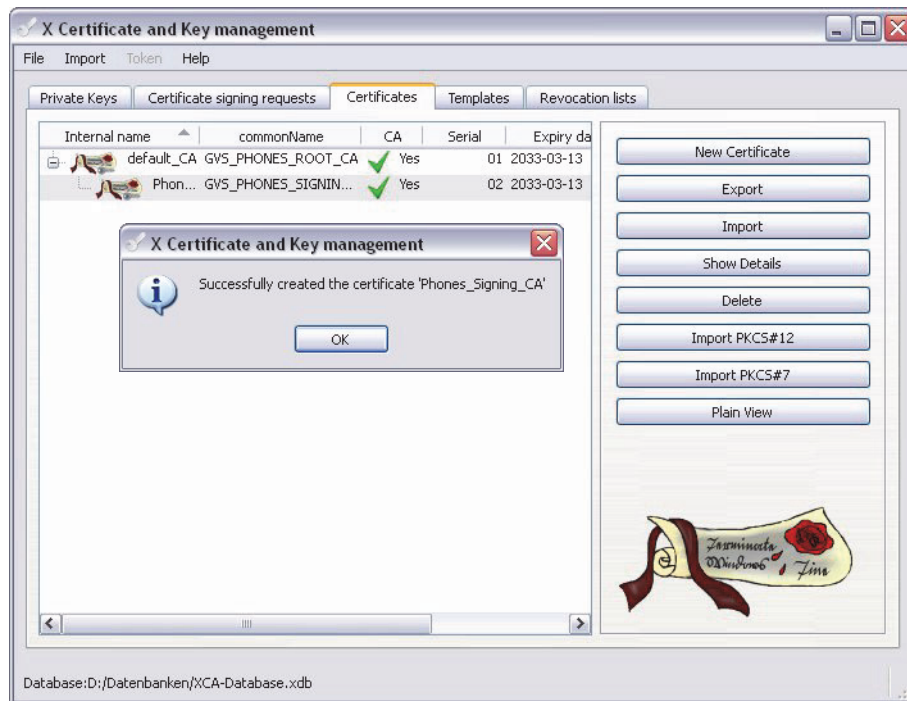 X Certificate and Key management
File Import Token Help
Private Keys Certificate signing requests Certificates Templates Revocation lists
Internal name commonName CA Serial Expiry da
default_CA GVS_PHONES_ROOT_CA Yes 01 2033-03-13
Phon... GVS_PHONES_SIGNIN... Yes 02 2033-03-13
X Certificate and Key management
Successfully created the certificate 'Phones_Signing_CA'
OK
New Certificate
Export
Import
Show Details
Delete
Import PKCS#12
Import PKCS#7
Plain View
Windows
Database:D:/Datenbanken/XCA-Database.xdb